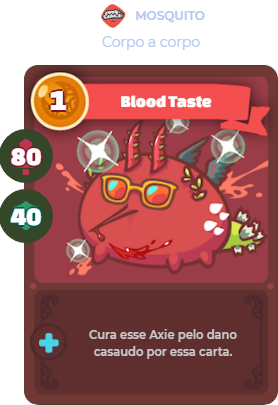 MOSQUITO
Corpo a corpo
1
Blood Taste
80
40
Cura esse Axie pelo dano
casaudo por essa carta.